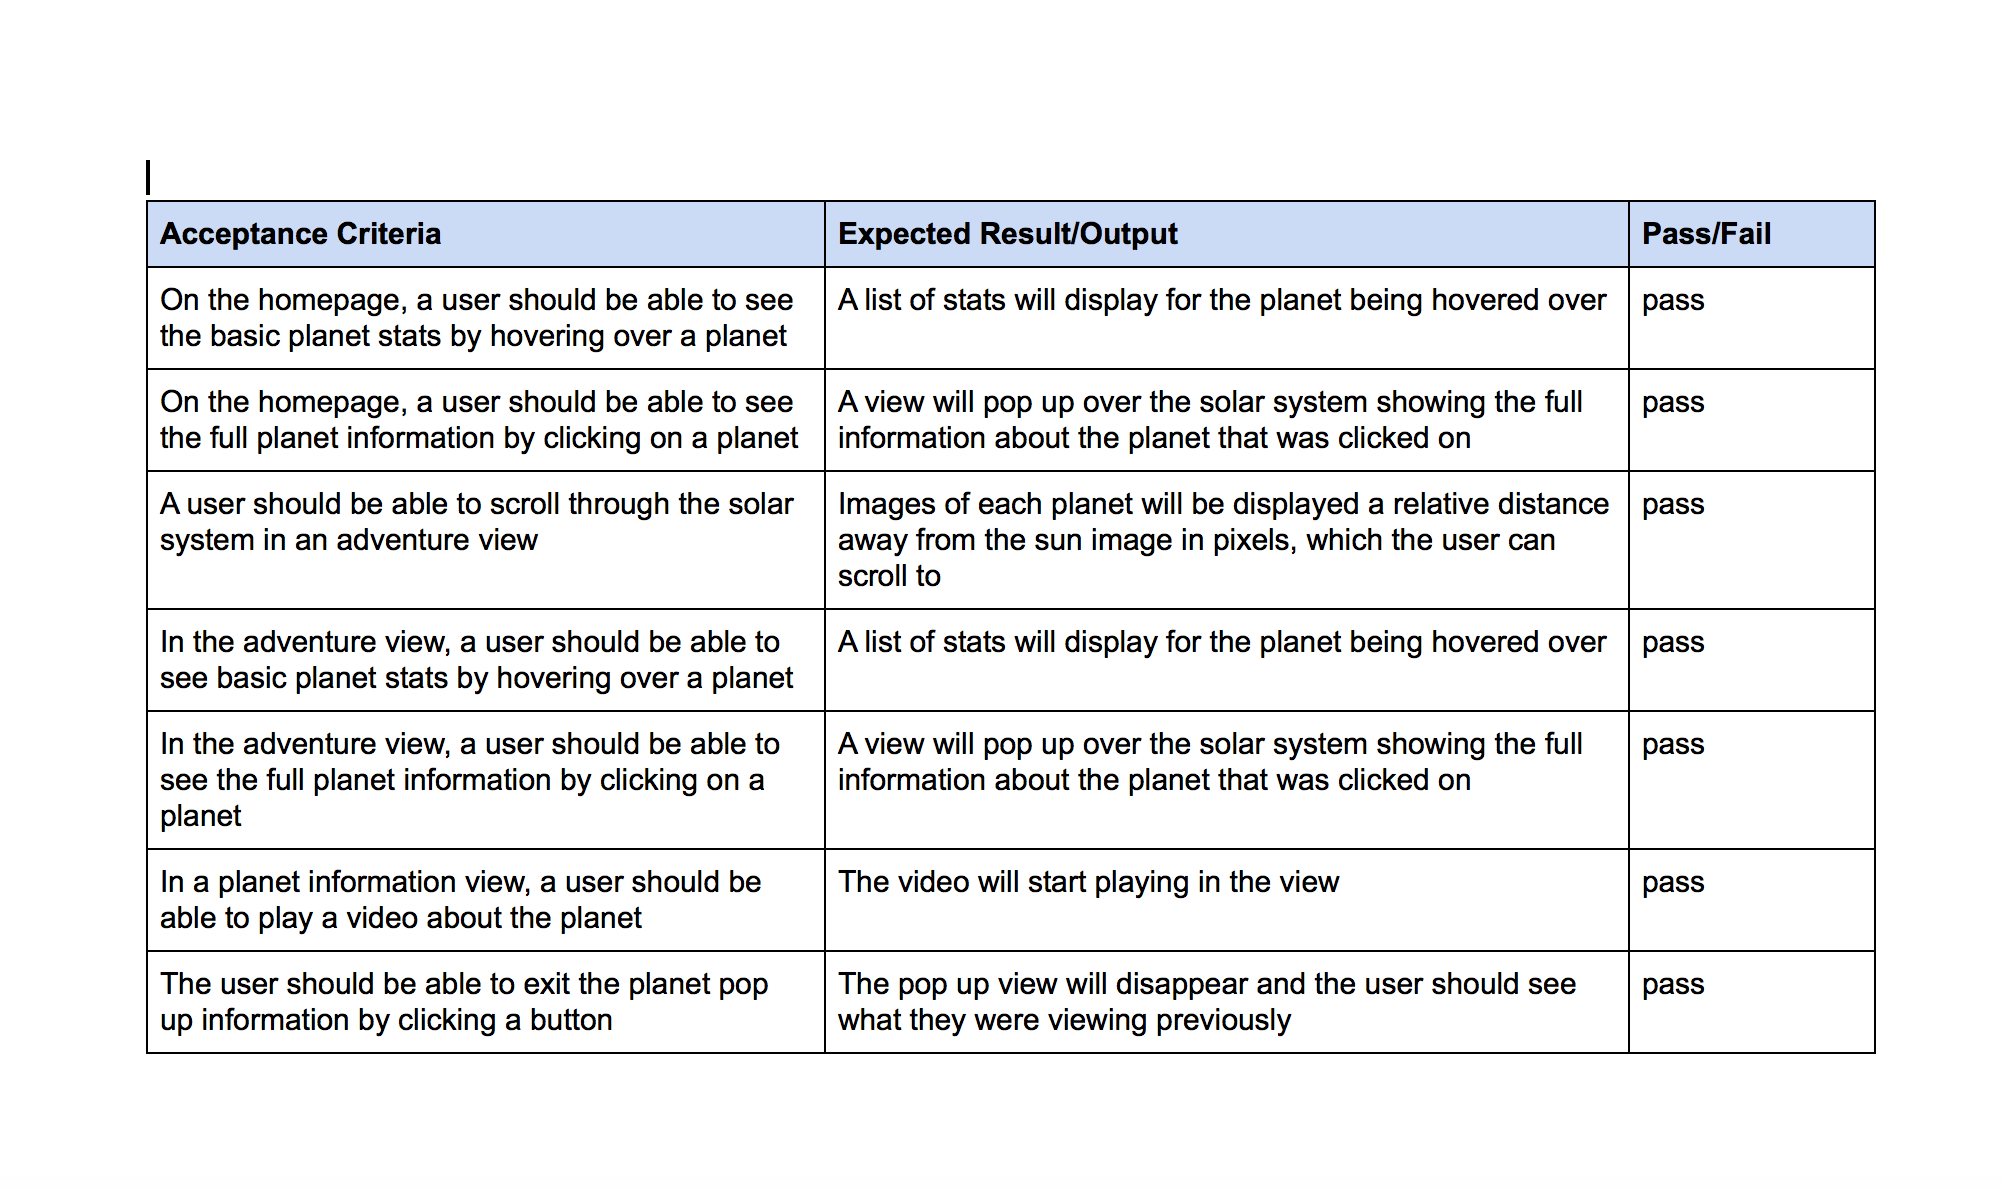 Acceptance Criteria Expected Result/Output Pass/Fail
On the homepage, a user should be able to see
the basic planet stats by hovering over a planet
A list of stats will display for the planet being hovered over
pass
On the homepage, a user should be able to see
the full planet information by clicking on a planet
A view will pop up over the solar system showing the full
information about the planet that was clicked on
pass
A user should be able to scroll through the solar
system in an adventure view
Images of each planet will be displayed a relative distance
away from the sun image in pixels, which the user can
scroll to
pass
In the adventure view, a user should be able to
see basic planet stats by hovering over a planet
A list of stats will display for the planet being hovered over
pass
In the adventure view, a user should be able to
see the full planet information by clicking on a
planet
A view will pop up over the solar system showing the full
information about the planet that was clicked on
pass
In a planet information view, a user should be
able to play a video about the planet
The video will start playing in the view
pass
The user should be able to exit the planet pop
up information by clicking a button
The pop up view will disappear and the user should see
what they were viewing previously
pass